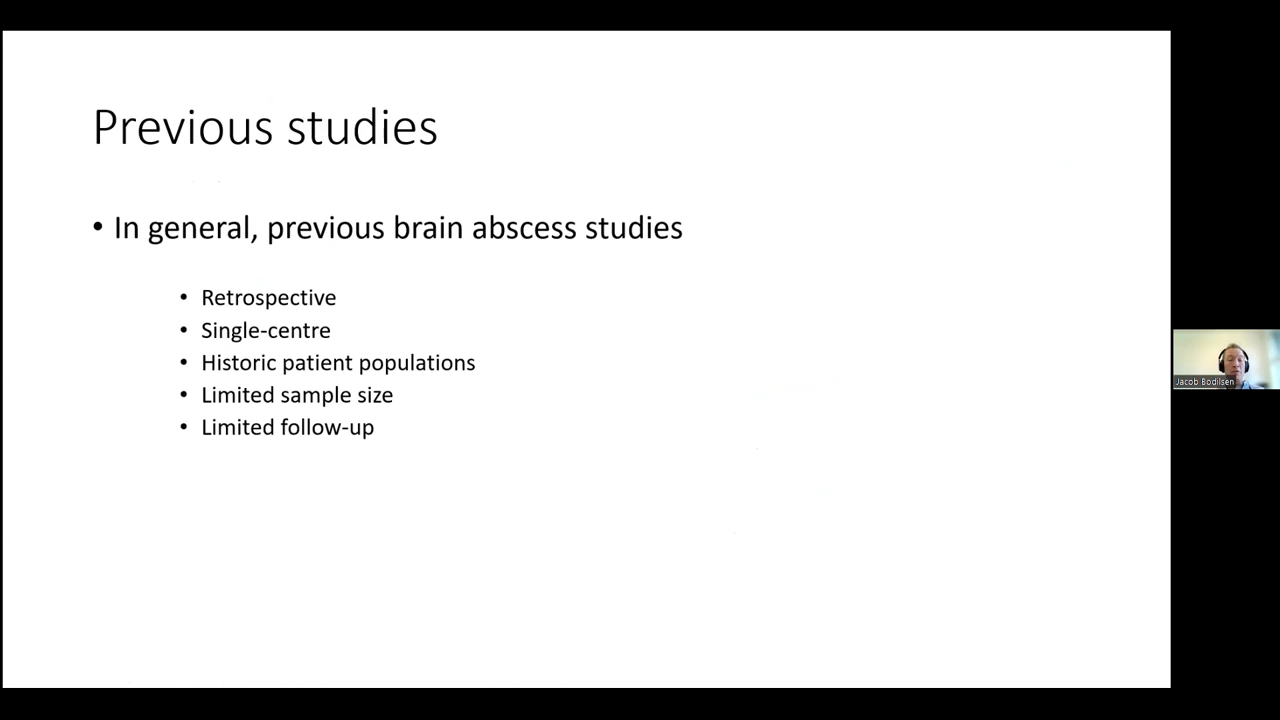 Previous studies
• In general, previous brain abscess studies
• Retrospective
• Single-centre
• Historic patient populations
• Limited sample size
• Limited follow-up
Jacob Bodilsen